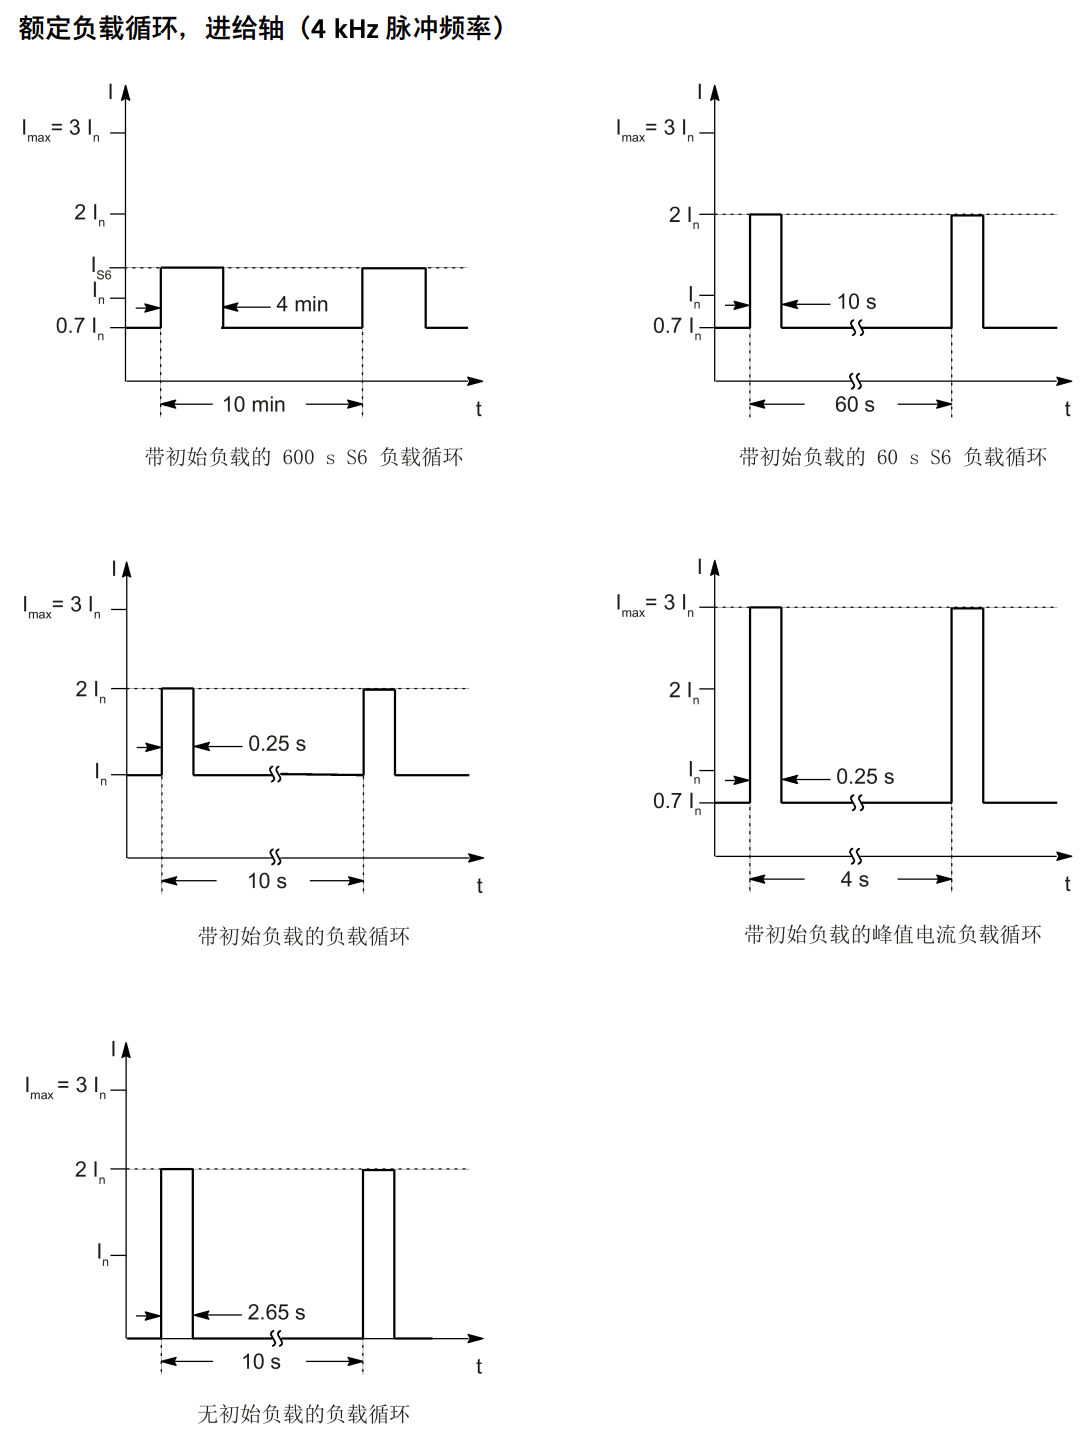 额定负载循环，进给轴（4 kHz 脉冲频率）
I
Imax= 3 In
2 In
IS6
In
0.7 In
4 min
10 min
t
带初始负载的 600 s S6 负载循环
I
Imax= 3 In
2 In
In
0.7 In
10 s
60 s
t
带初始负载的 60 s S6 负载循环
I
Imax= 3 In
2 In
In
0.25 s
10 s
t
带初始负载的负载循环
I
Imax= 3 In
2 In
In
0.7 In
0.25 s
4 s
t
带初始负载的峰值电流负载循环
I
Imax = 3 In
2 In
In
2.65 s
10 s
t
无初始负载的负载循环